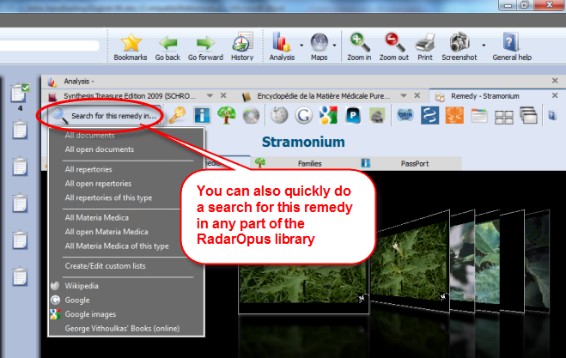 Bookmarks Go back Go forward History Analysis Maps Zoom in Zoom out Print Screenshot General help
Analysis -
Synthesis Treasure Edition 2009 (SCHRO... Encyclopédie de la Matière Médicale Pure... Remedy - Stramonium
4
Search for this remedy in...
All documents
All open documents
Stramonium
Families PassPort
All repertories
All open repertories
All repertories of this type
All Materia Medica
All open Materia Medica
All Materia Medica of this type
Create/Edit custom lists
Wikipedia
Google
Google images
George Vithoulkas' Books (online)
You can also quickly do
a search for this remedy
in any part of the
RadarOpus library